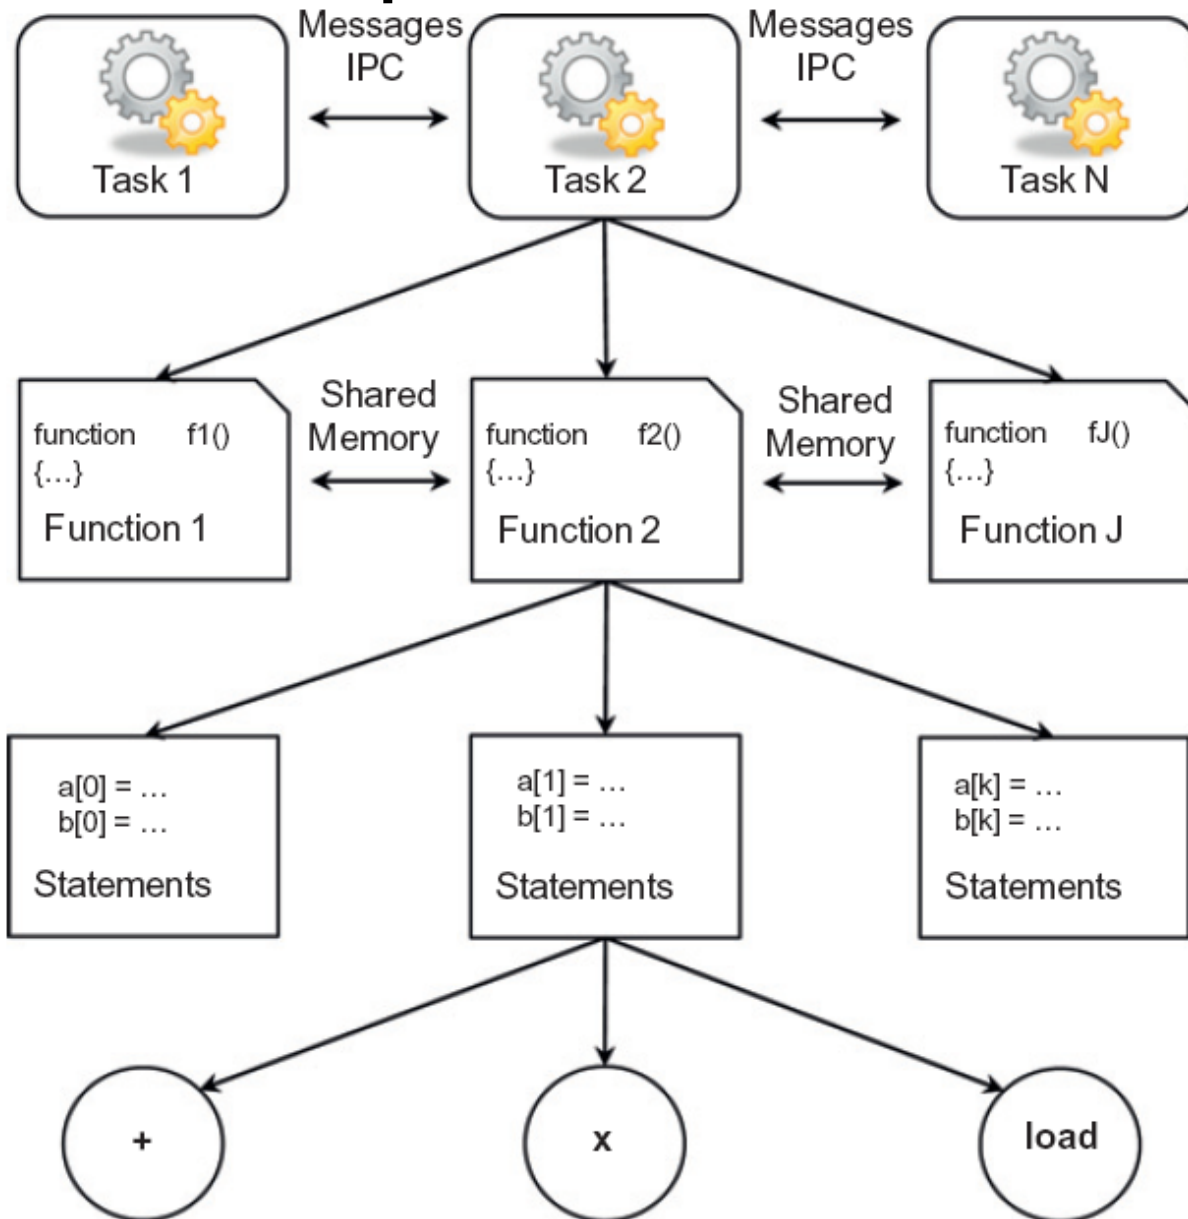 Messages
IPC
Messages
IPC
Task 1
Task 2
Task N
Shared
Memory
Shared
Memory
function f1()
{...}
Function 1
function f2()
{...}
Function 2
function fJ()
{...}
Function J
a[0] = ...
b[0] = ...
Statements
a[1] = ...
b[1] = ...
Statements
a[k] = ...
b[k] = ...
Statements
+
x
load